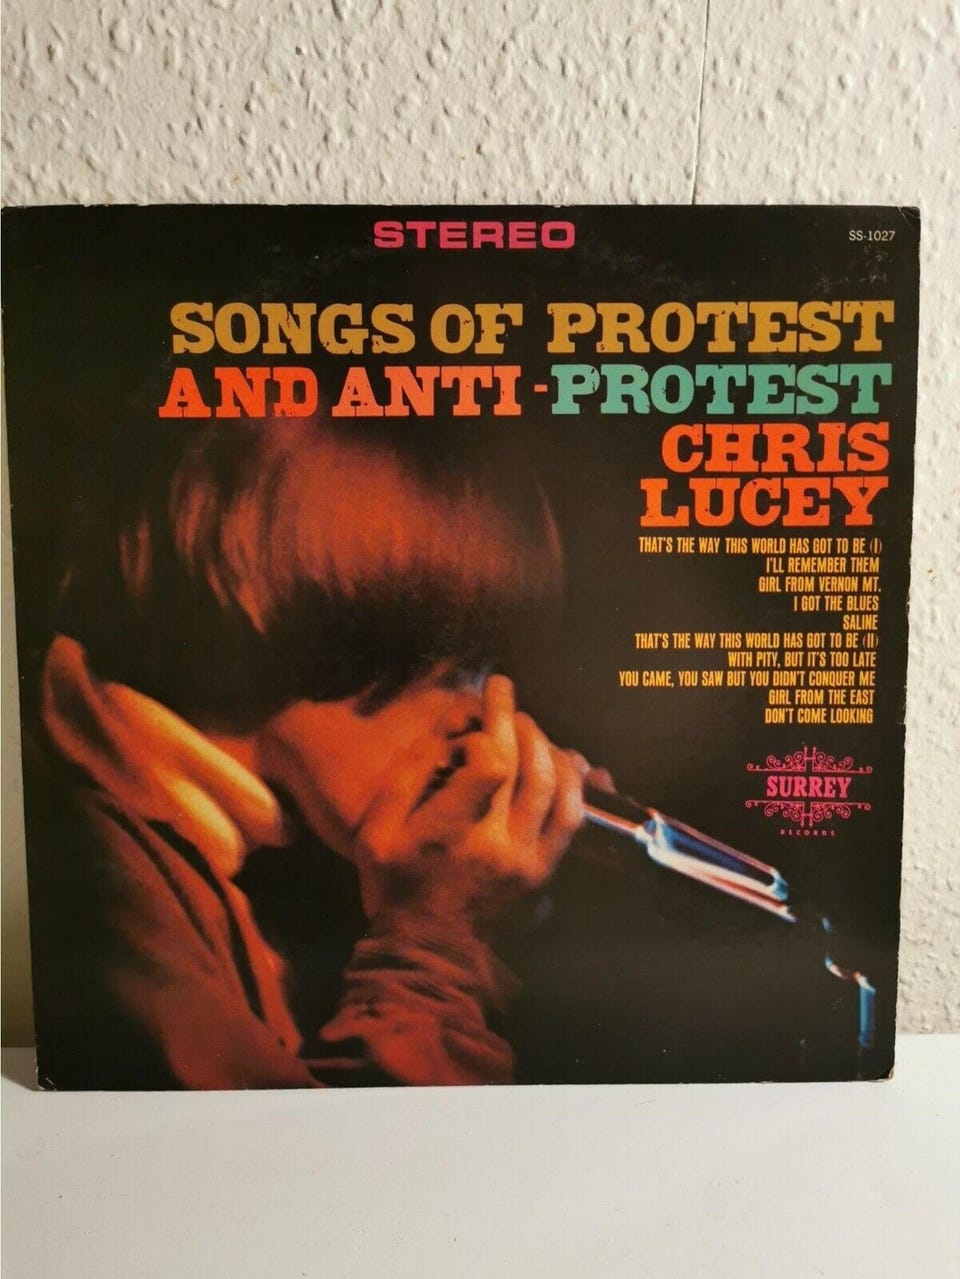 STEREO
SS-1027
SONGS OF PROTEST
AND ANTI-PROTEST
CHRIS
LUCEY
THAT'S THE WAY THIS WORLD HAS GOT TO BE (I)
I'LL REMEMBER THEM
GIRL FROM VERNON MT.
I GOT THE BLUES
SALINE
THAT'S THE WAY THIS WORLD HAS GOT TO BE (II)
WITH PITY, BUT IT'S TOO LATE
YOU CAME, YOU SAW BUT YOU DIDN'T CONQUER ME
GIRL FROM THE EAST
DON'T COME LOOKING
SURREY
RECORDS